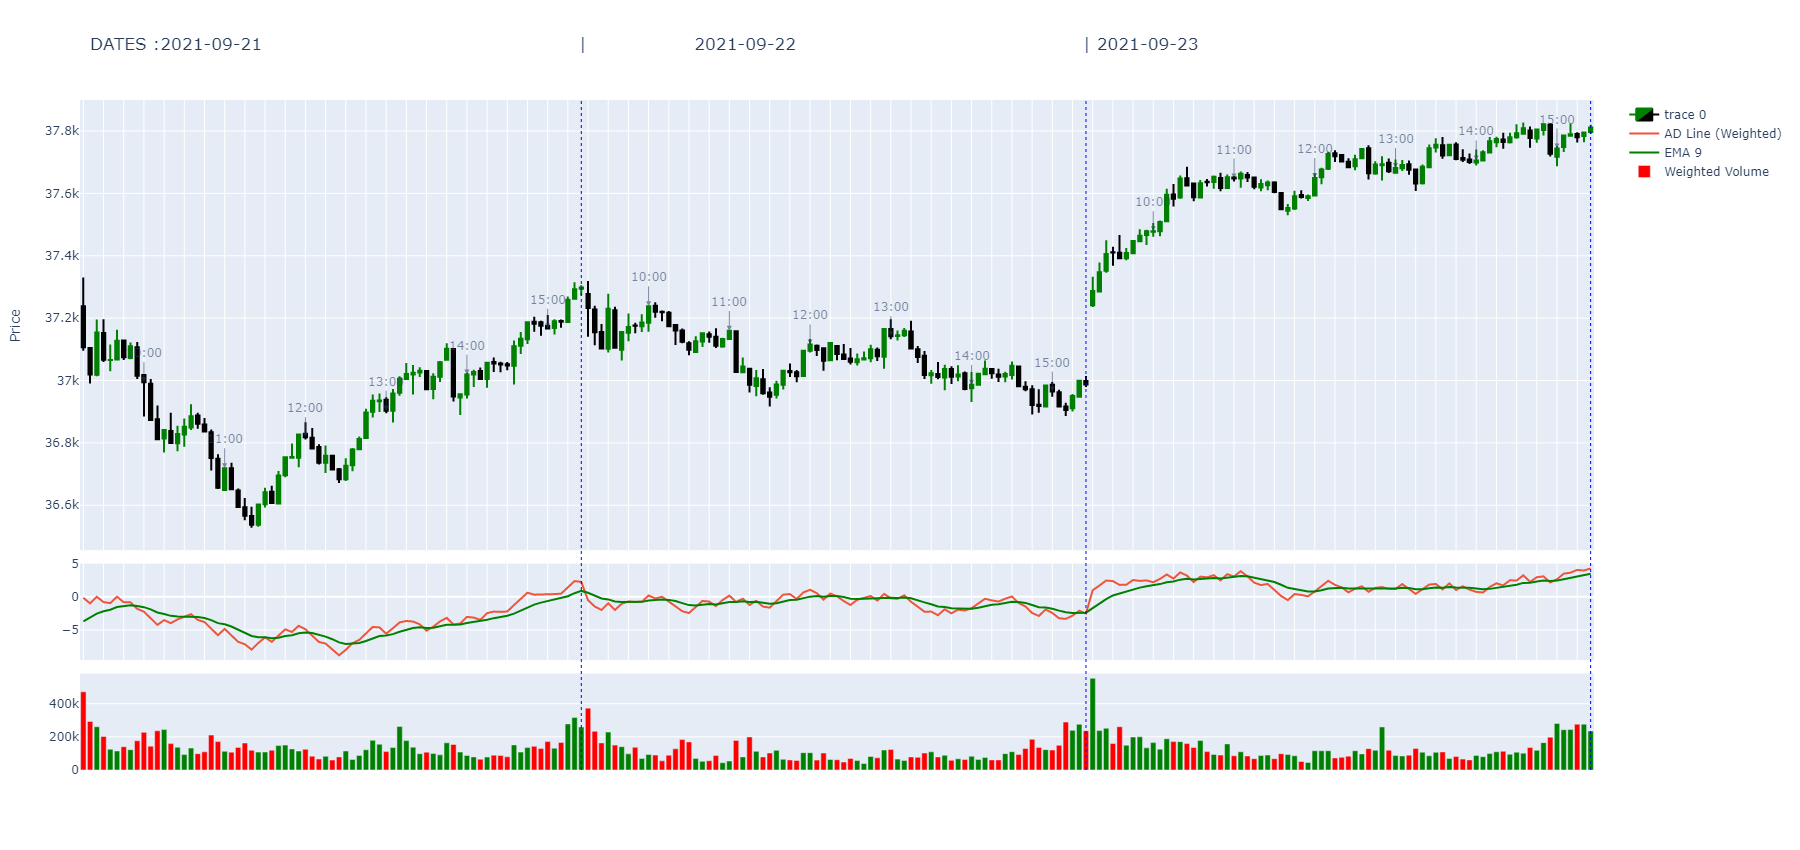 DATES :2021-09-21 | 2021-09-22 | 2021-09-23
Price
37.8k
37.6k
37.4k
37.2k
37k
36.8k
36.6k
5
0
−5
400k
200k
0
12:00
13:00
14:00
15:00
10:00
11:00
12:00
13:00
14:00
15:00
10:00
11:00
12:00
13:00
14:00
15:00
trace 0
AD Line (Weighted)
EMA 9
Weighted Volume